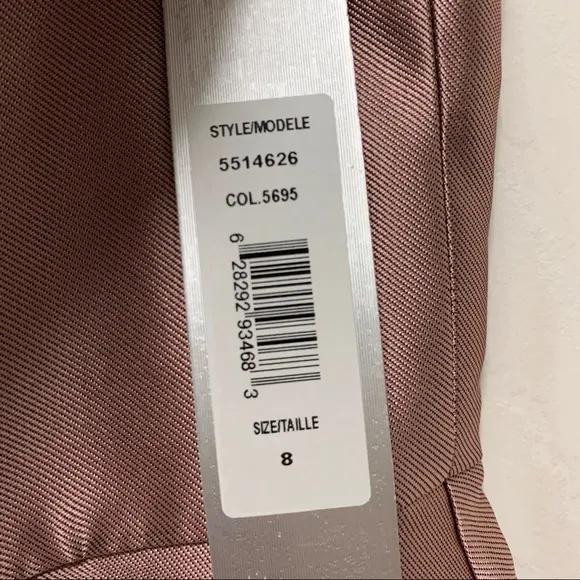 STYLE/MODELE
5514626
COL.5695
6 28292 93468 3
SIZE/TAILLE
8